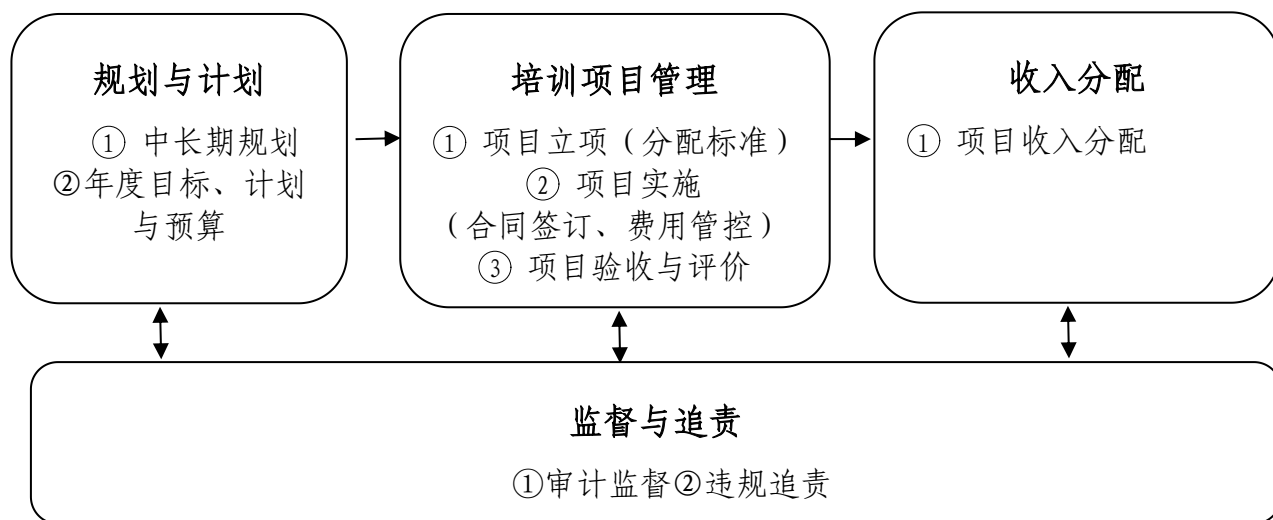 规划与计划
① 中长期规划
②年度目标、计划
与预算
培训项目管理
① 项目立项（分配标准）
② 项目实施
（合同签订、费用管控）
③ 项目验收与评价
收入分配
① 项目收入分配
监督与追责
①审计监督②违规追责